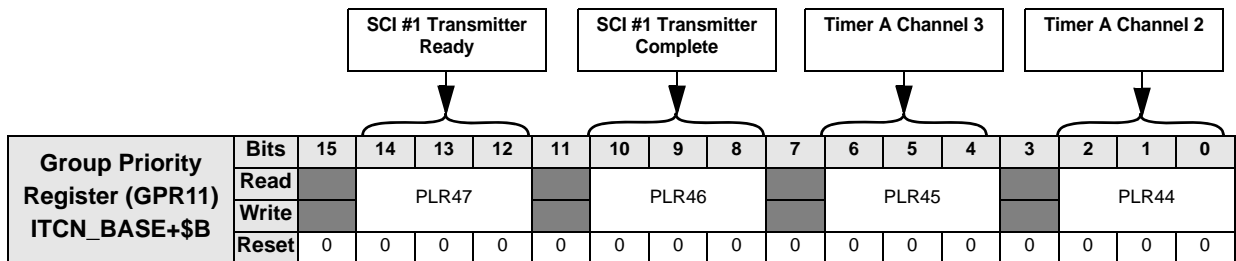 SCI #1 Transmitter
Ready
SCI #1 Transmitter
Complete
Timer A Channel 3
Timer A Channel 2
Group Priority
Register (GPR11)
ITCN_BASE+$B
Bits 15 14 13 12 11 10 9 8 7 6 5 4 3 2 1 0
Read
Write
PLR47 PLR46 PLR45 PLR44
Reset 0 0 0 0 0 0 0 0 0 0 0 0 0 0 0 0